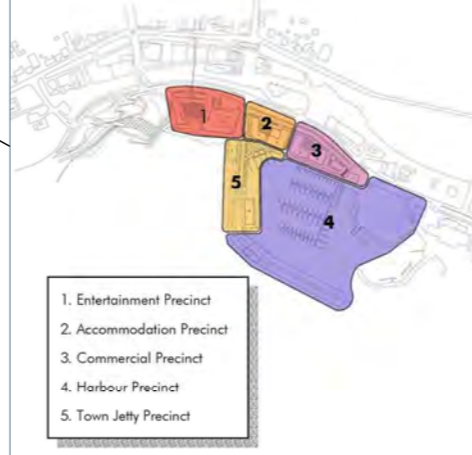 1
2
3
5
4
1. Entertainment Precinct
2. Accommodation Precinct
3. Commercial Precinct
4. Harbour Precinct
5. Town Jetty Precinct